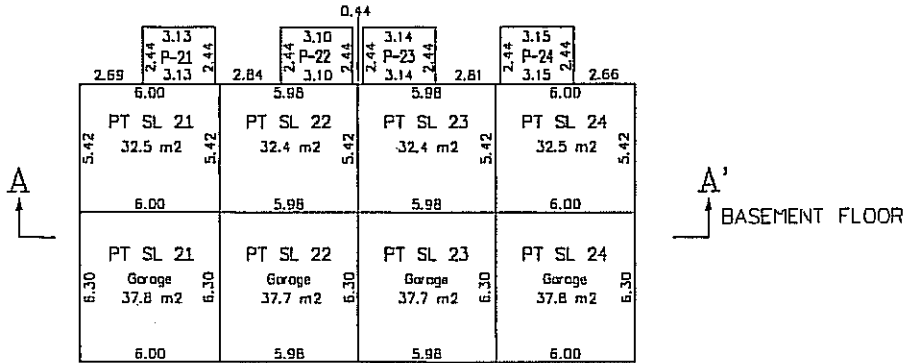 0.44
3.13 3.10 3.14 3.15
2.44 P-21 2.44 2.44 P-22 2.44 2.44 P-23 2.44 2.44 P-24 2.44
2.69 3.13 2.84 3.10 3.14 2.81 3.15 2.66
6.00 5.98 5.98 6.00
PT SL 21 PT SL 22 PT SL 23 PT SL 24
5.42 32.5 m2 5.42 32.4 m2 5.42 32.4 m2 5.42 32.5 m2 5.42
A A'
6.00 5.98 5.98 6.00
BASEMENT FLOOR
PT SL 21 PT SL 22 PT SL 23 PT SL 24
Garage Garage Garage Garage
6.30 37.8 m2 6.30 37.7 m2 6.30 37.7 m2 6.30 37.8 m2 6.30
6.00 5.98 5.98 6.00